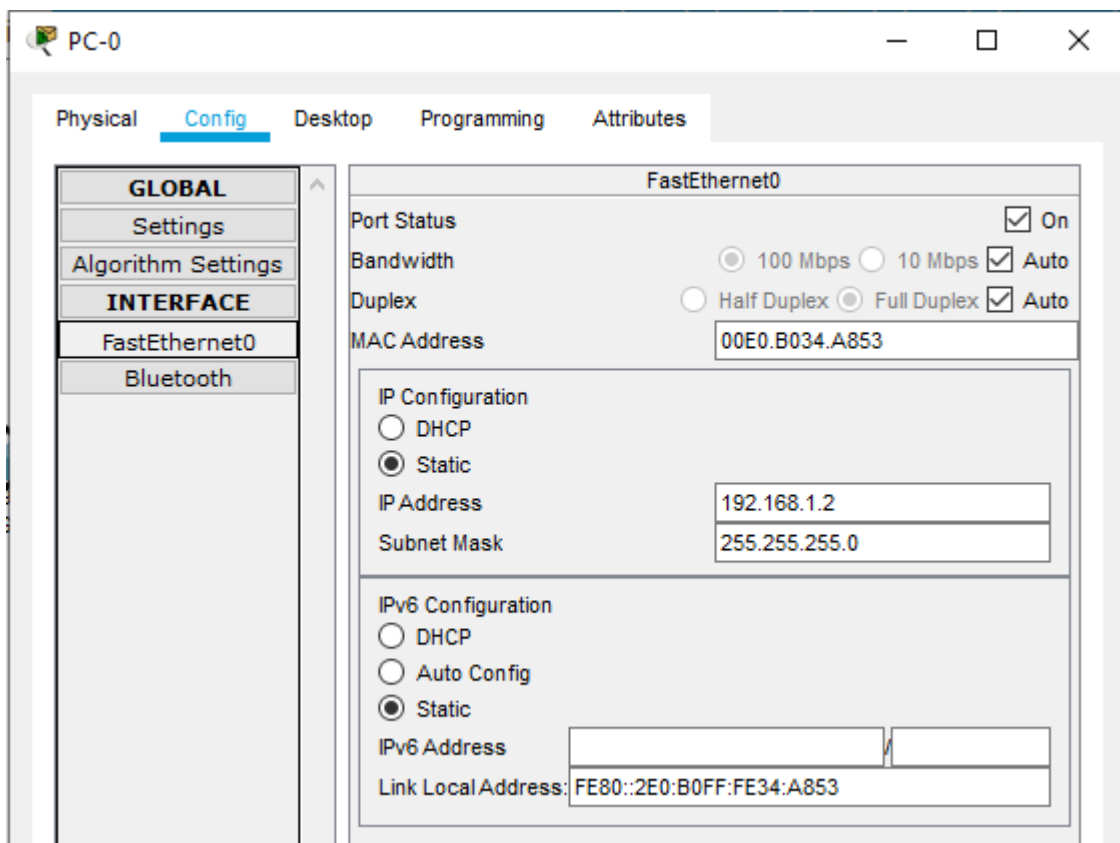 PC-0
Physical Config Desktop Programming Attributes
GLOBAL
Settings
Algorithm Settings
INTERFACE
FastEthernet0
Bluetooth
FastEthernet0
Port Status On
Bandwidth 100 Mbps 10 Mbps Auto
Duplex Half Duplex Full Duplex Auto
MAC Address 00E0.B034.A853
IP Configuration
DHCP
Static
IP Address 192.168.1.2
Subnet Mask 255.255.255.0
IPv6 Configuration
DHCP
Auto Config
Static
IPv6 Address /
Link Local Address: FE80::2E0:B0FF:FE34:A853